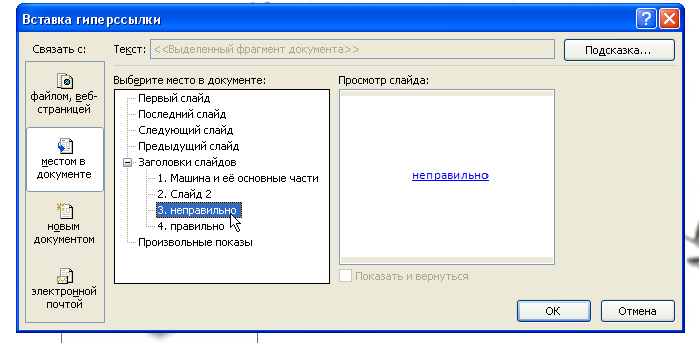 Вставка гиперссылки
Связать с:
Текст: <<Выделенный фрагмент документа>>
Подсказка...
файлом, веб-
страницей
местом в
документе
новым
документом
электронной
почтой
Выберите место в документе:
Первый слайд
Последний слайд
Следующий слайд
Предыдущий слайд
Заголовки слайдов
1. Машина и её основные части
2. Слайд 2
3. неправильно
4. правильно
Произвольные показы
Просмотр слайда:
неправильно
Показать и вернуться
ОК
Отмена